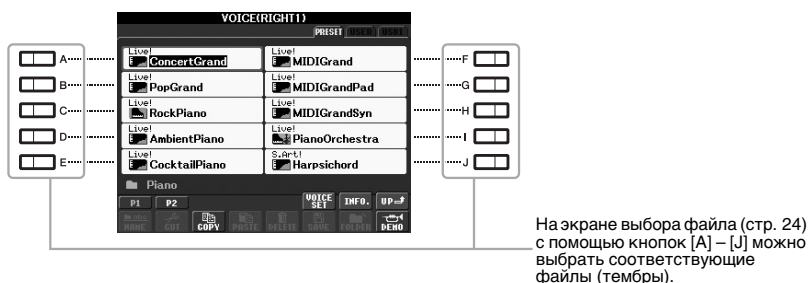 VOICE(RIGHT1)
PRESET USER USB1
A Live! ConcertGrand Live! MIDIGrand F
B Live! PopGrand Live! MIDIGrandPad G
C Live! RockPiano Live! MIDIGrandSyn H
D Live! AmbientPiano Live! PianoOrchestra I
E Live! CocktailPiano S.Art! Harpsichord J
Piano
P1 P2 VOICE SET INFO. UP
NAME CUT COPY PASTE DELETE SAVE FOLDER DEMO
На экране выбора файла (стр. 24)
с помощью кнопок [A] – [J] можно
выбрать соответствующие
файлы (тембры).